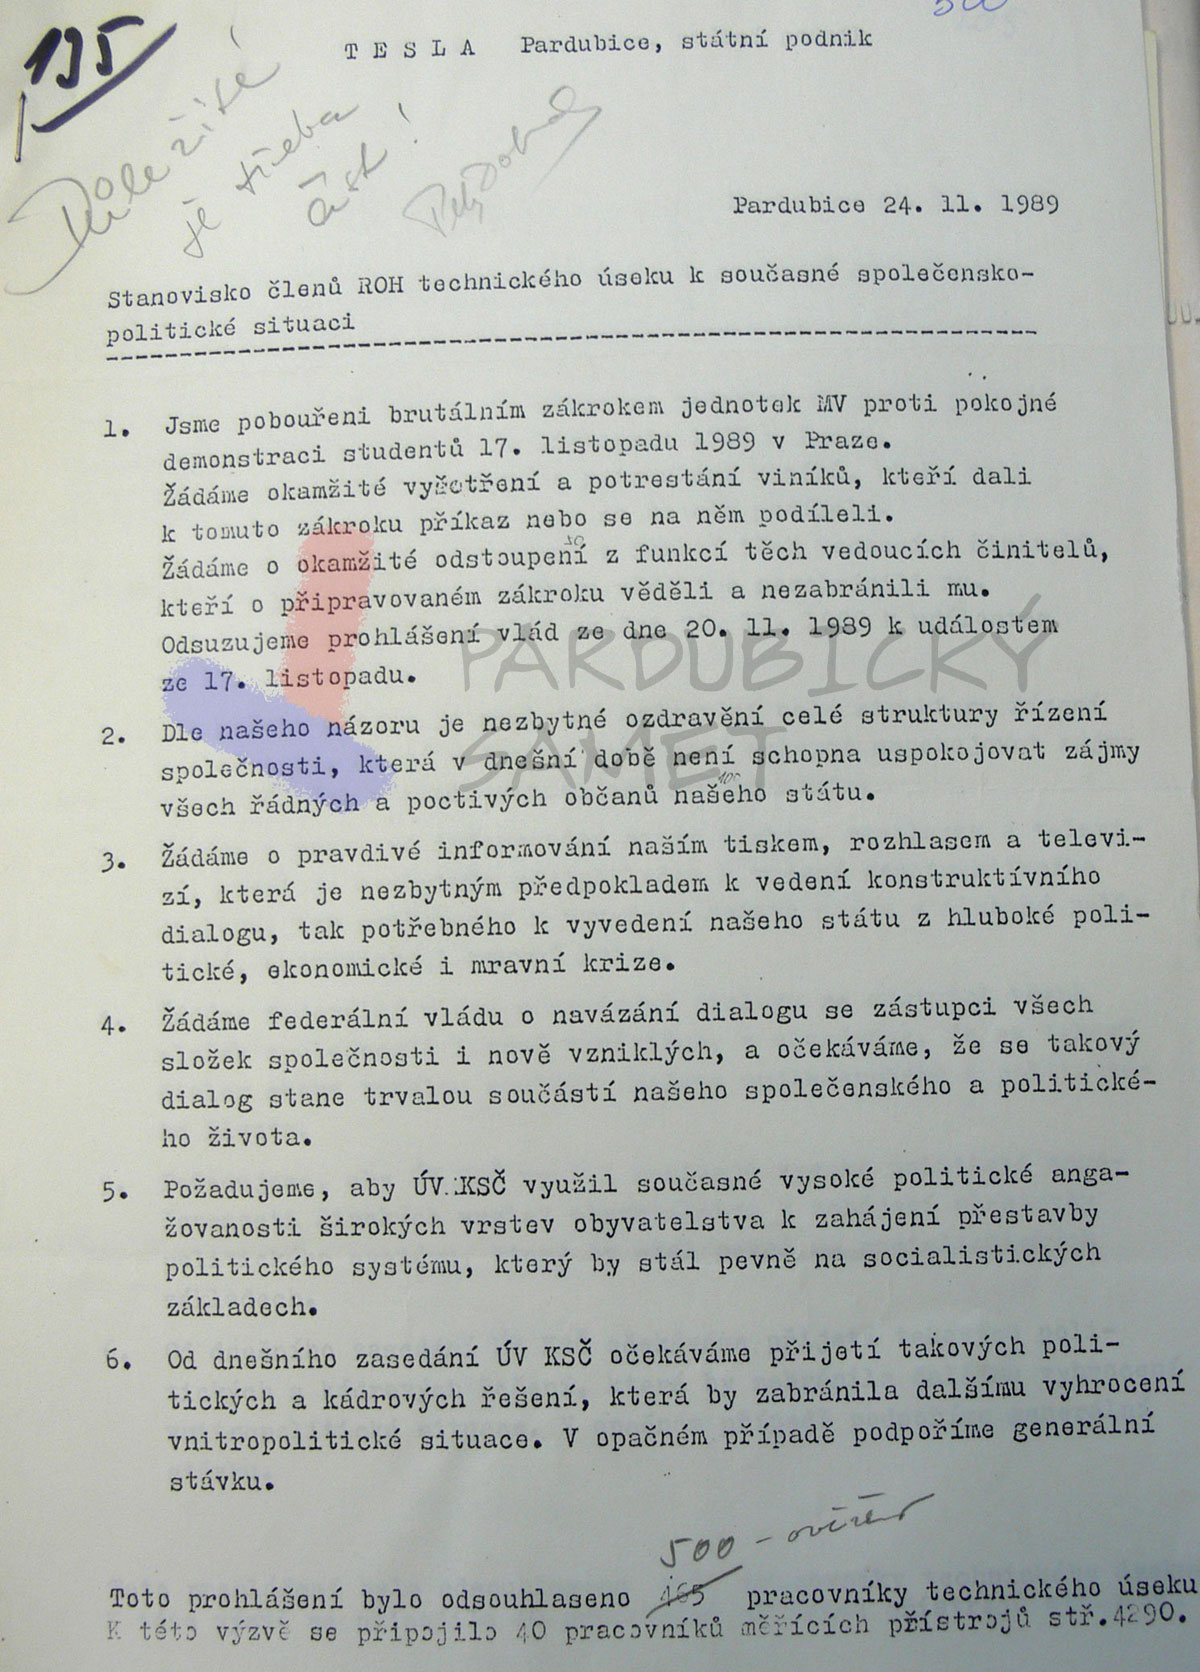 195
TESLA Pardubice, státní podnik
Důležité!
je třeba
číst!
Pardubice 24. 11. 1989
Stanovisko členů ROH technického úseku k současné společensko-
politické situaci
1. Jsme pobouřeni brutálním zákrokem jednotek MV proti pokojné
demonstraci studentů 17. listopadu 1989 v Praze.
Žádáme okamžité vyšetření a potrestání viníků, kteří dali
k tomuto zákroku příkaz nebo se na něm podíleli.
Žádáme o okamžité odstoupení z funkcí těch vedoucích činitelů,
kteří o připravovaném zákroku věděli a nezabránili mu.
Odsuzujeme prohlášení vlád ze dne 20. 11. 1989 k událostem
ze 17. listopadu.
PARDUBICKÝ
SAMET
2. Dle našeho názoru je nezbytné ozdravění celé struktury řízení
společnosti, která v dnešní době není schopna uspokojovat zájmy
všech řádných a poctivých občanů našeho státu.
3. Žádáme o pravdivé informování naším tiskem, rozhlasem a televi-
zí, která je nezbytným předpokladem k vedení konstruktívního
dialogu, tak potřebného k vyvedení našeho státu z hluboké poli-
tické, ekonomické i mravní krize.
4. Žádáme federální vládu o navázání dialogu se zástupci všech
složek společnosti i nově vzniklých, a očekáváme, že se takový
dialog stane trvalou součástí našeho společenského a politické-
ho života.
5. Požadujeme, aby ÚV KSČ využil současné vysoké politické anga-
žovanosti širokých vrstev obyvatelstva k zahájení přestavby
politického systému, který by stál pevně na socialistických
základech.
6. Od dnešního zasedání ÚV KSČ očekáváme přijetí takových poli-
tických a kádrových řešení, která by zabránila dalšímu vyhrocení
vnitropolitické situace. V opačném případě podpoříme generální
stávku.
500 - ověřen
Toto prohlášení bylo odsouhlaseno 465 pracovníky technického úseku
K této výzvě se připojilo 40 pracovníků měřících přístrojů stř.4290.